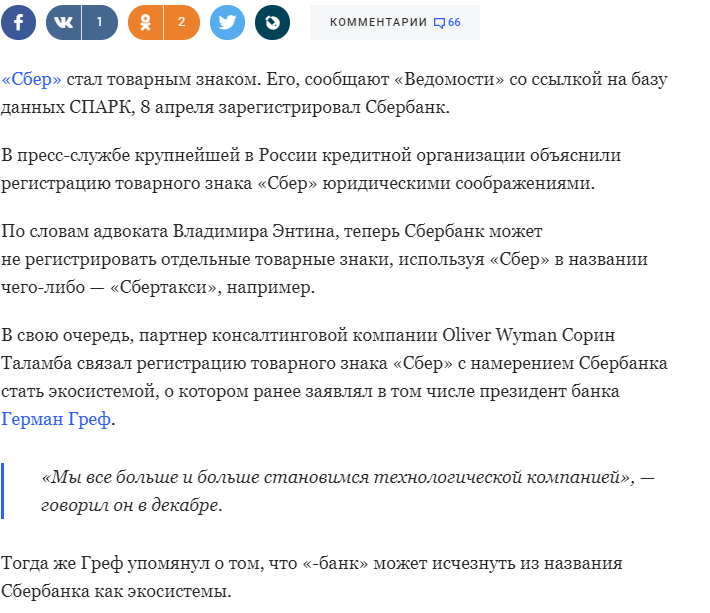 1
2
КОММЕНТАРИИ 66
«Сбер» стал товарным знаком. Его, сообщают «Ведомости» со ссылкой на базу
данных СПАРК, 8 апреля зарегистрировал Сбербанк.
В пресс-службе крупнейшей в России кредитной организации объяснили
регистрацию товарного знака «Сбер» юридическими соображениями.
По словам адвоката Владимира Энтина, теперь Сбербанк может
не регистрировать отдельные товарные знаки, используя «Сбер» в названии
чего-либо — «Сбертакси», например.
В свою очередь, партнер консалтинговой компании Oliver Wyman Сорин
Таламба связал регистрацию товарного знака «Сбер» с намерением Сбербанка
стать экосистемой, о котором ранее заявлял в том числе президент банка
Герман Греф.
«Мы все больше и больше становимся технологической компанией», —
говорил он в декабре.
Тогда же Греф упомянул о том, что «-банк» может исчезнуть из названия
Сбербанка как экосистемы.